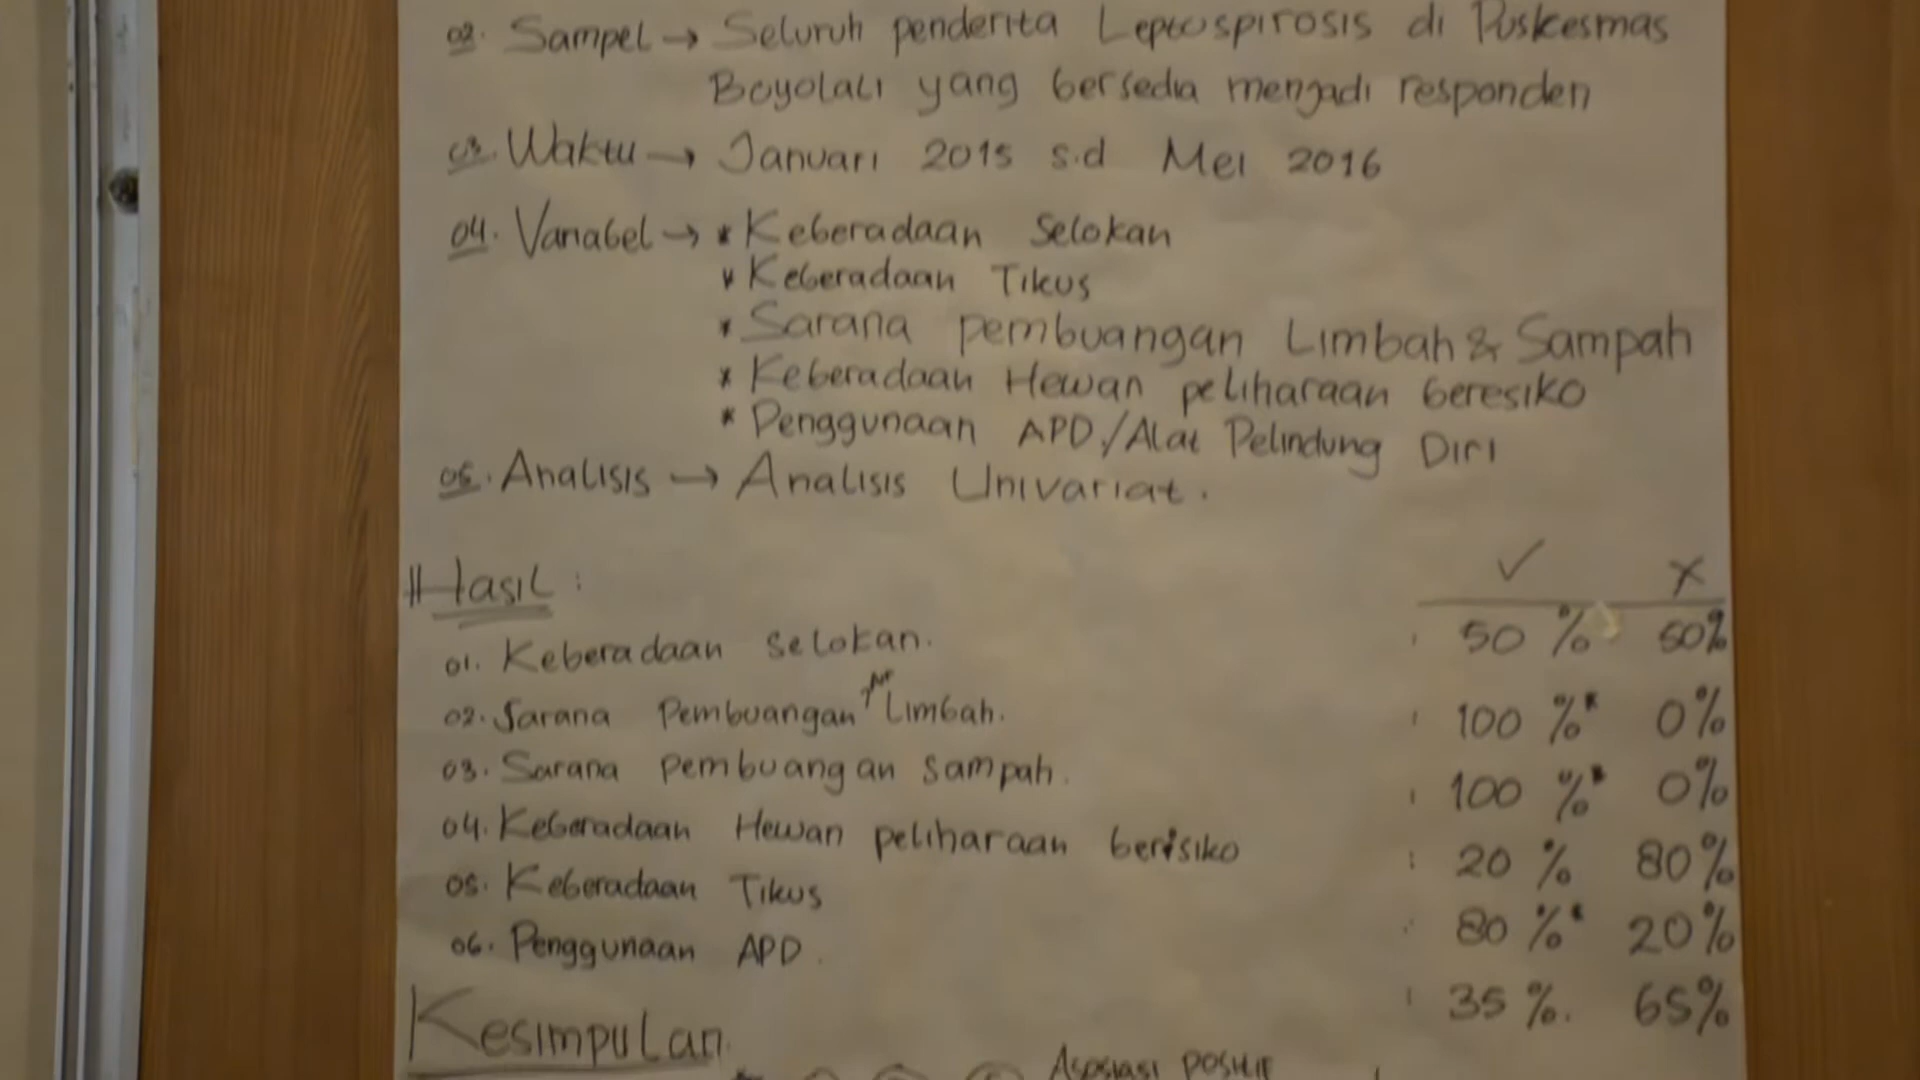 02. Sampel → Seluruh penderita Leptospirosis di Puskesmas
Boyolali yang bersedia menjadi responden
03. Waktu → Januari 2015 s.d Mei 2016
04. Variabel → * Keberadaan Selokan
* Keberadaan Tikus
* Sarana pembuangan Limbah & Sampah
* Keberadaan Hewan peliharaan beresiko
* Penggunaan APD/Alat Pelindung Diri
05. Analisis → Analisis Univariat.
Hasil :
✓ X
01. Keberadaan Selokan. : 50 % 50%
02. Sarana Pembuangan Limbah. : 100 %* 0%
03. Sarana pembuangan sampah. : 100 %* 0%
04. Keberadaan Hewan peliharaan berisiko : 20 % 80%
05. Keberadaan Tikus : 80 %* 20%
06. Penggunaan APD. : 35 %. 65%
Kesimpulan
Asosiasi positif